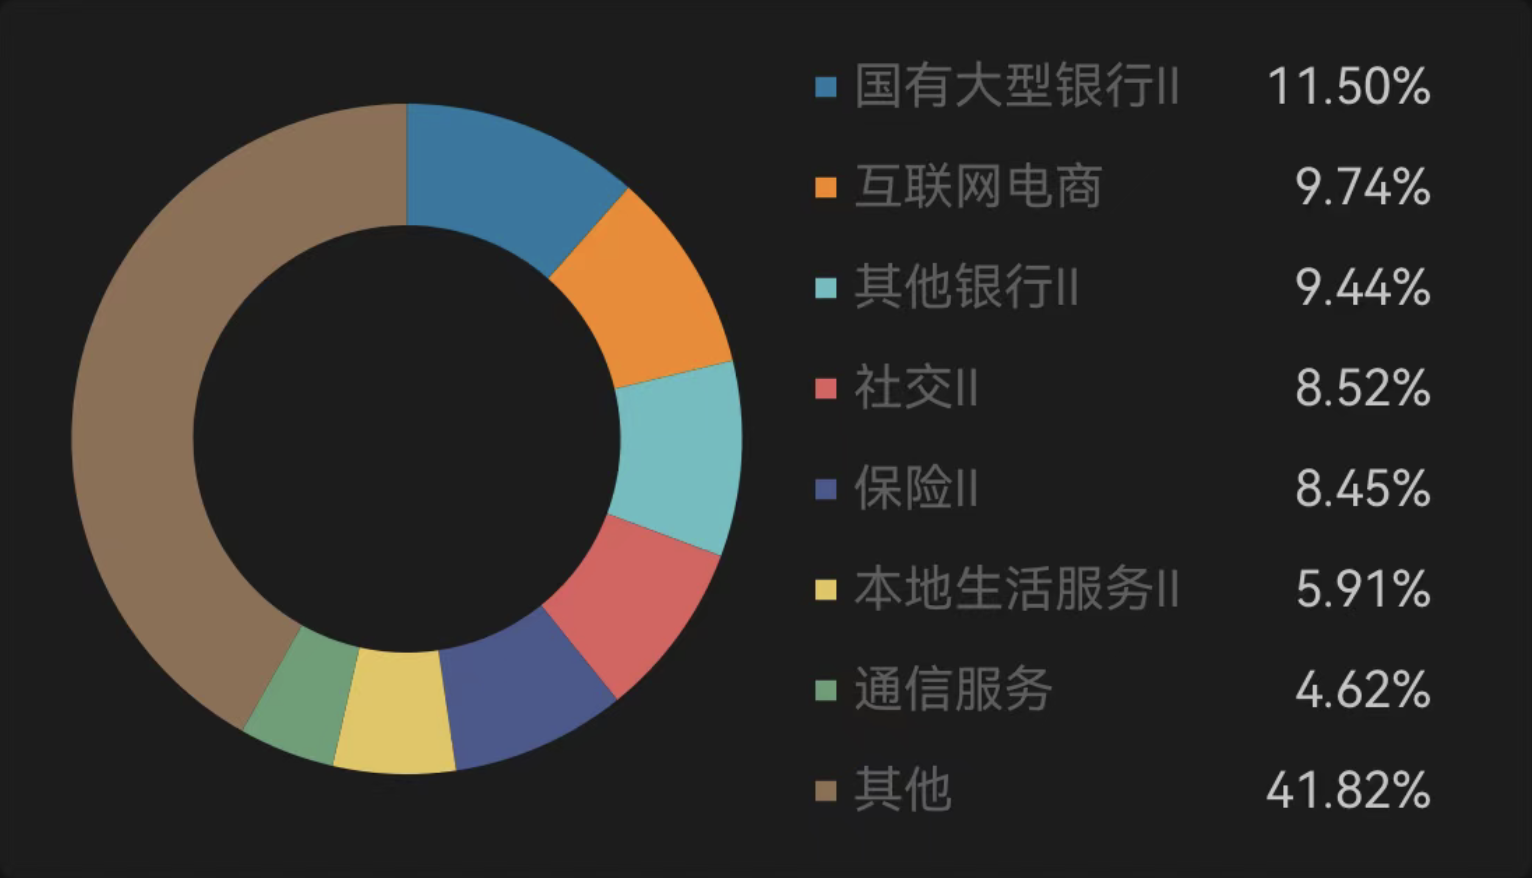 国有大型银行II 11.50%
互联网电商 9.74%
其他银行II 9.44%
社交II 8.52%
保险II 8.45%
本地生活服务II 5.91%
通信服务 4.62%
其他 41.82%